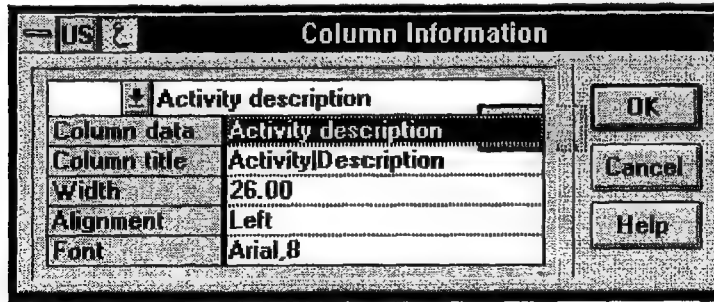 US Column Information
Activity description
Column data Activity description
Column title Activity|Description
Width 26.00
Alignment Left
Font Arial,8
OK
Cancel
Help